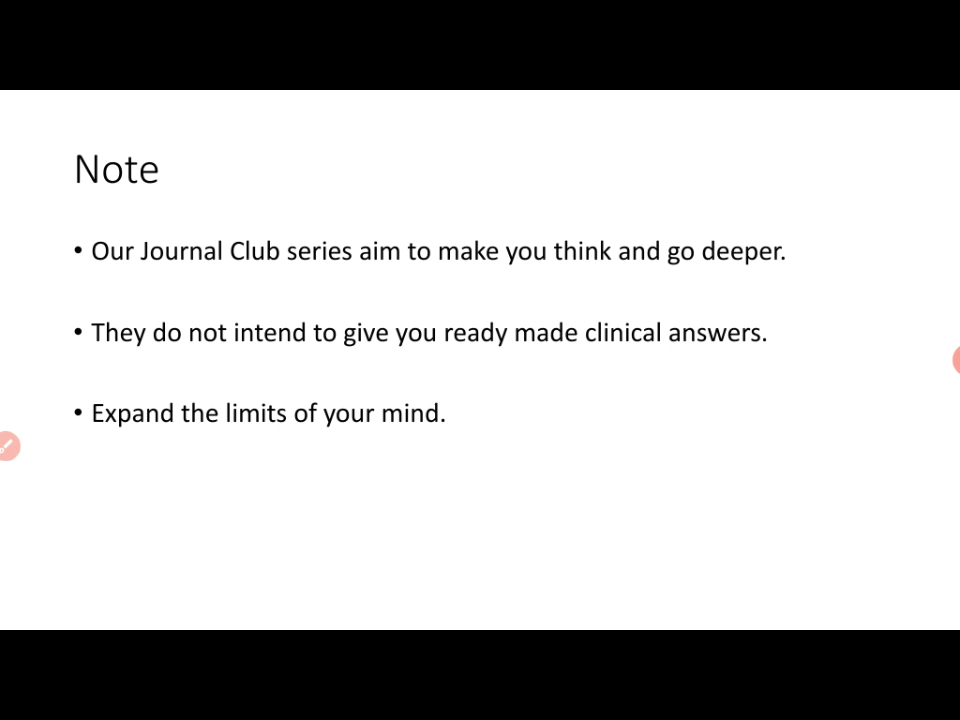 Note
• Our Journal Club series aim to make you think and go deeper.
• They do not intend to give you ready made clinical answers.
• Expand the limits of your mind.